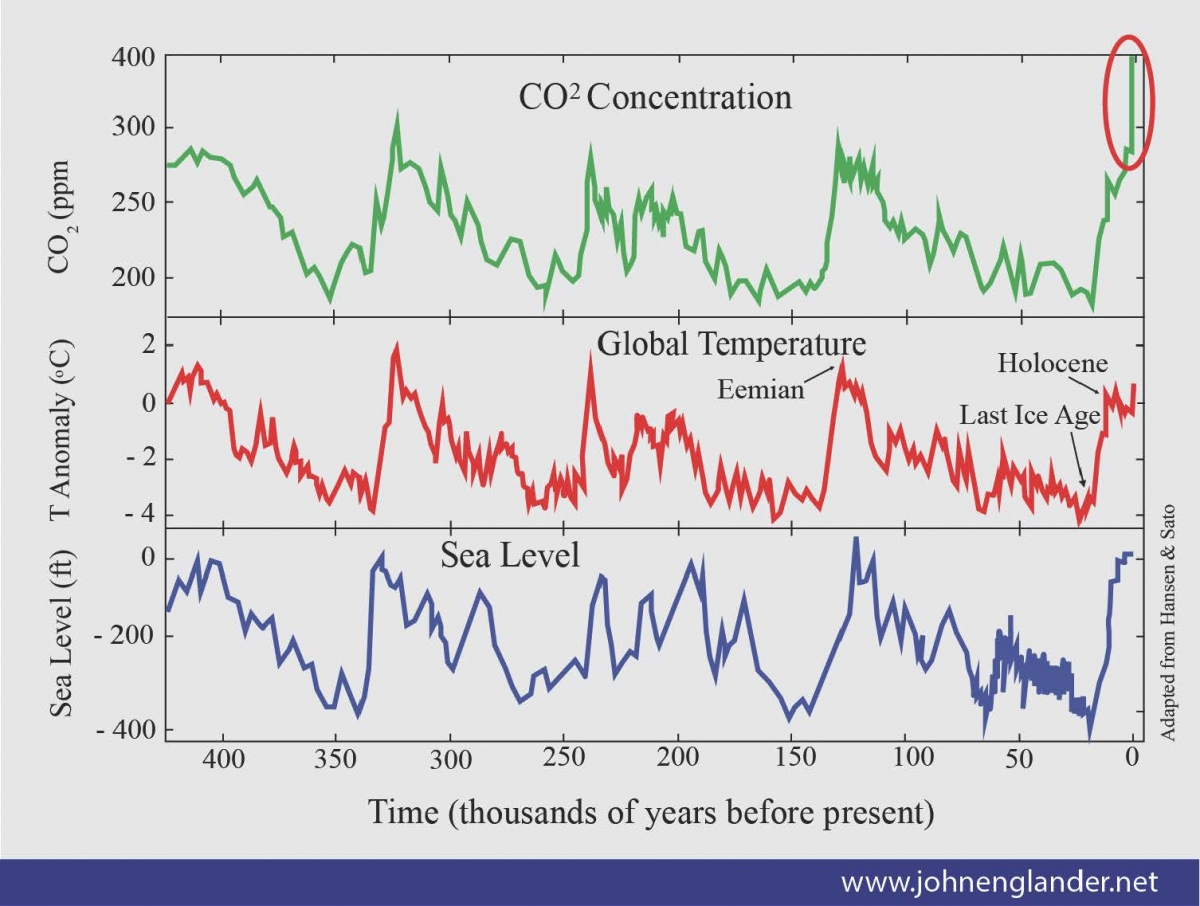 CO² Concentration
CO₂ (ppm
400
300
250
200
Global Temperature
Eemian
Holocene
Last Ice Age
T Anomaly (oC)
2
0
- 2
- 4
Sea Level
Sea Level (ft)
0
- 200
- 400
400 350 300 250 200 150 100 50 0
Time (thousands of years before present)
Adapted from Hansen & Sato
www.johnenglander.net